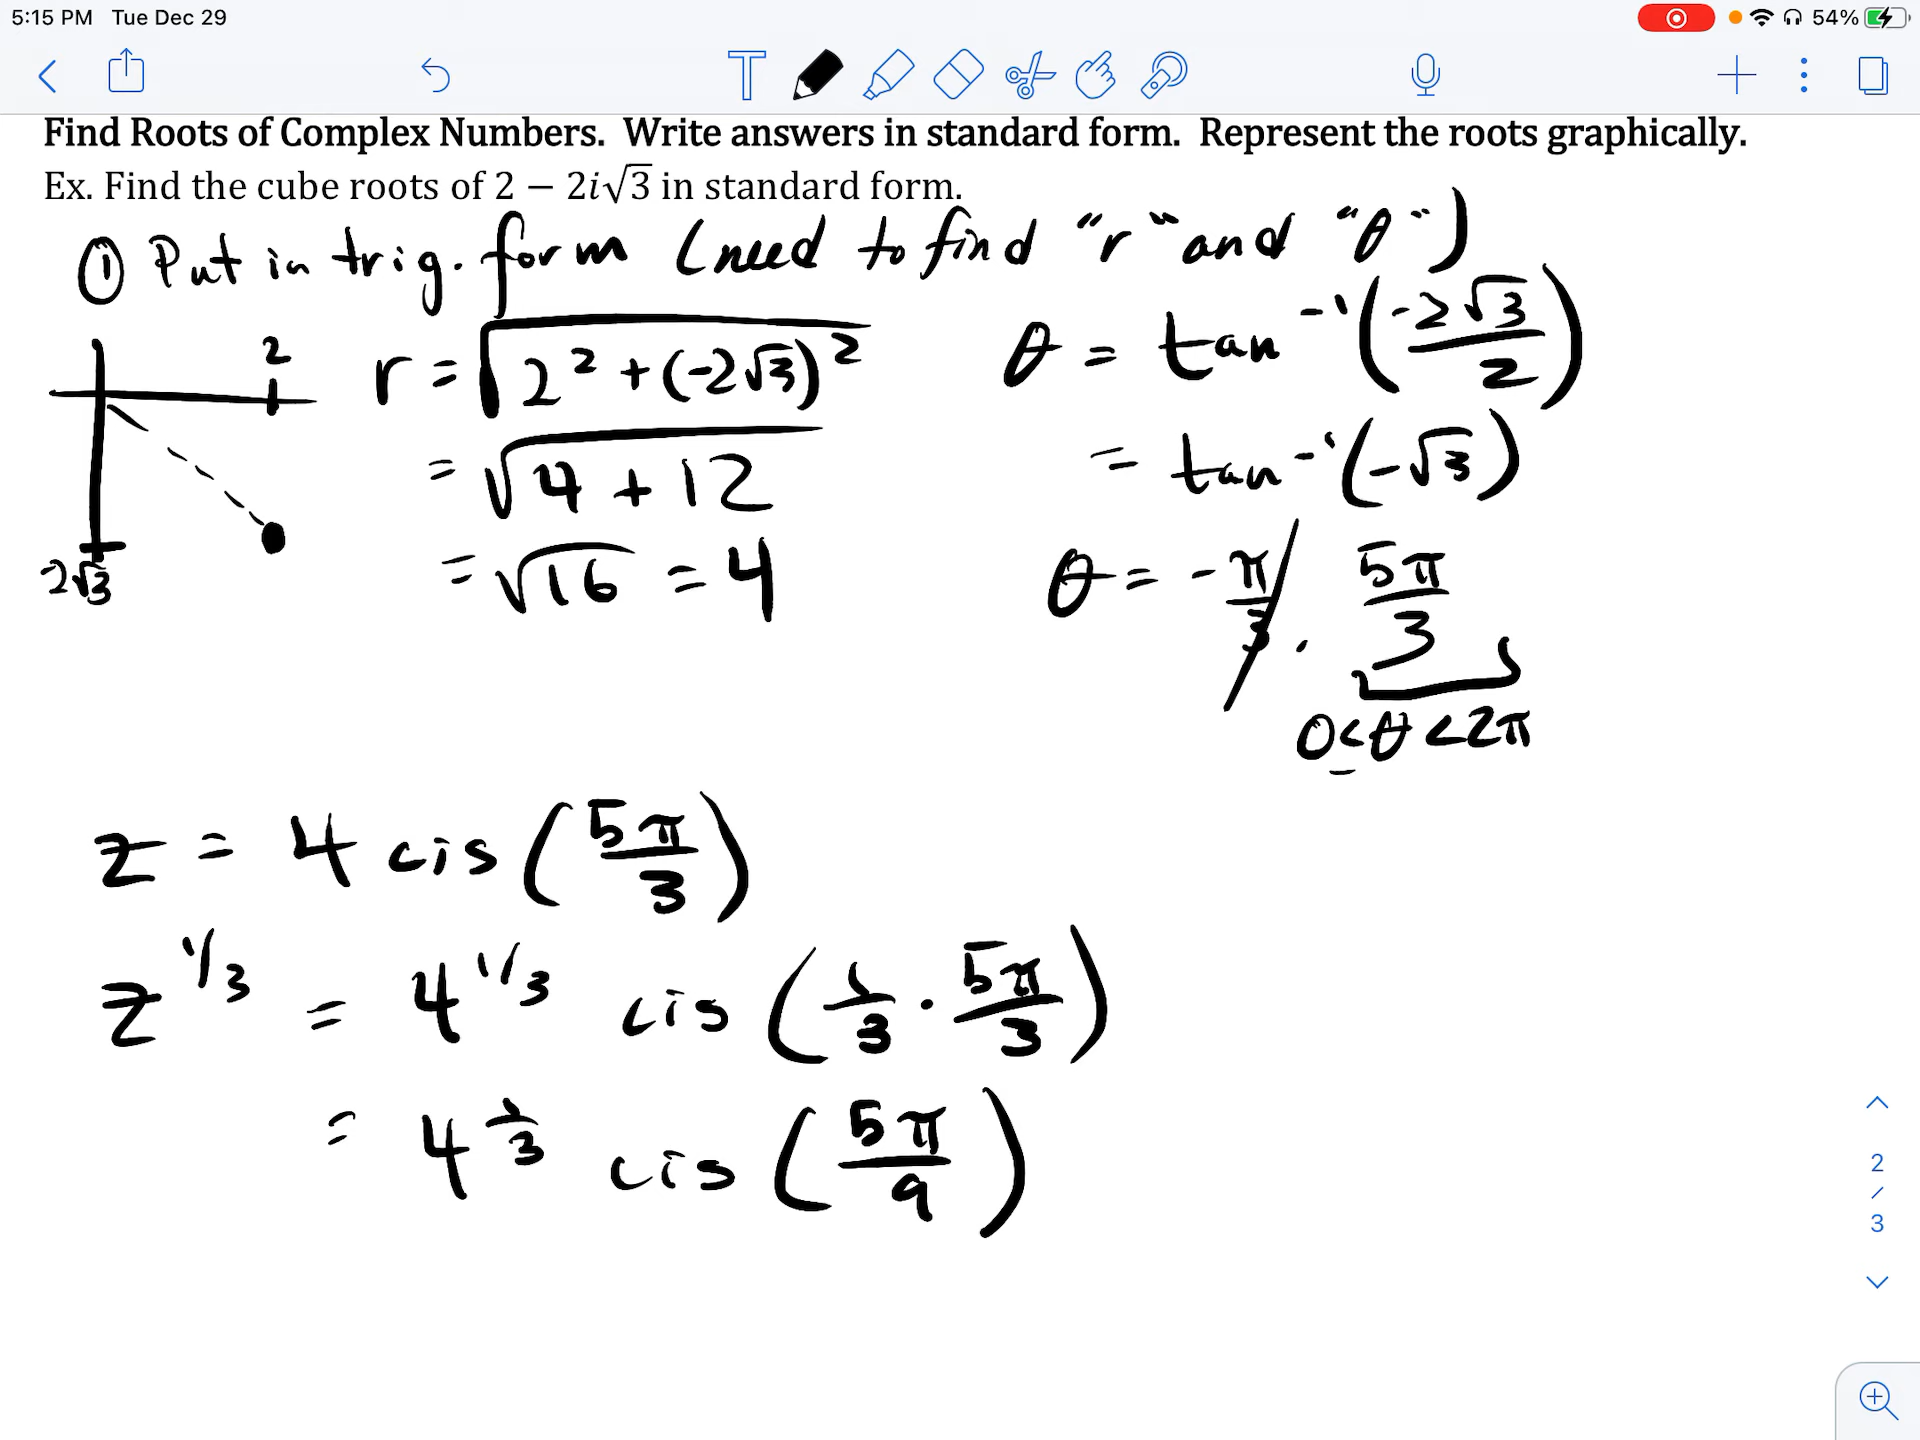 5:15 PM Tue Dec 29 54%
T
Find Roots of Complex Numbers. Write answers in standard form. Represent the roots graphically.
Ex. Find the cube roots of 2 − 2i√3 in standard form.
① Put in trig. form (need to find "r" and "θ")
2
-2√3
r = √(2² + (-2√3)²)
= √(4 + 12)
= √16 = 4
θ = tan⁻¹(-2√3/2)
= tan⁻¹(-√3)
θ = -π/3 . 5π/3
0 ≤ θ < 2π
z = 4 cis (5π/3)
z^1/3 = 4^1/3 cis (1/3 · 5π/3)
= 4^1/3 cis (5π/9)
2
/
3